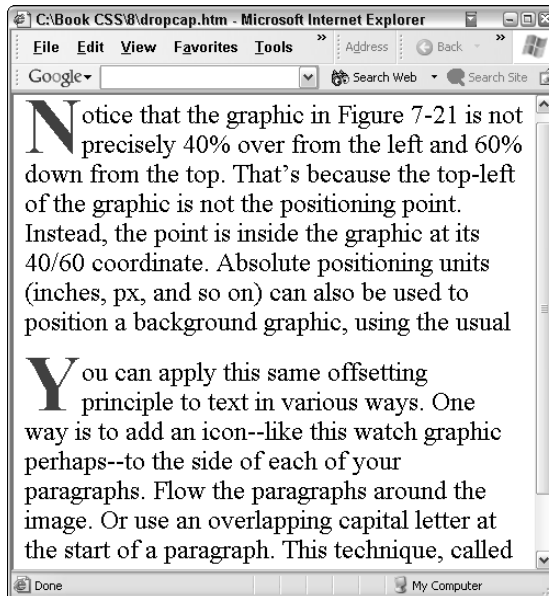 C:\Book CSS\8\dropcap.htm - Microsoft Internet Explorer
File Edit View Favorites Tools » Address Back »
Google Search Web Search Site
Notice that the graphic in Figure 7-21 is not
precisely 40% over from the left and 60%
down from the top. That’s because the top-left
of the graphic is not the positioning point.
Instead, the point is inside the graphic at its
40/60 coordinate. Absolute positioning units
(inches, px, and so on) can also be used to
position a background graphic, using the usual
You can apply this same offsetting
principle to text in various ways. One
way is to add an icon--like this watch graphic
perhaps--to the side of each of your
paragraphs. Flow the paragraphs around the
image. Or use an overlapping capital letter at
the start of a paragraph. This technique, called
Done My Computer